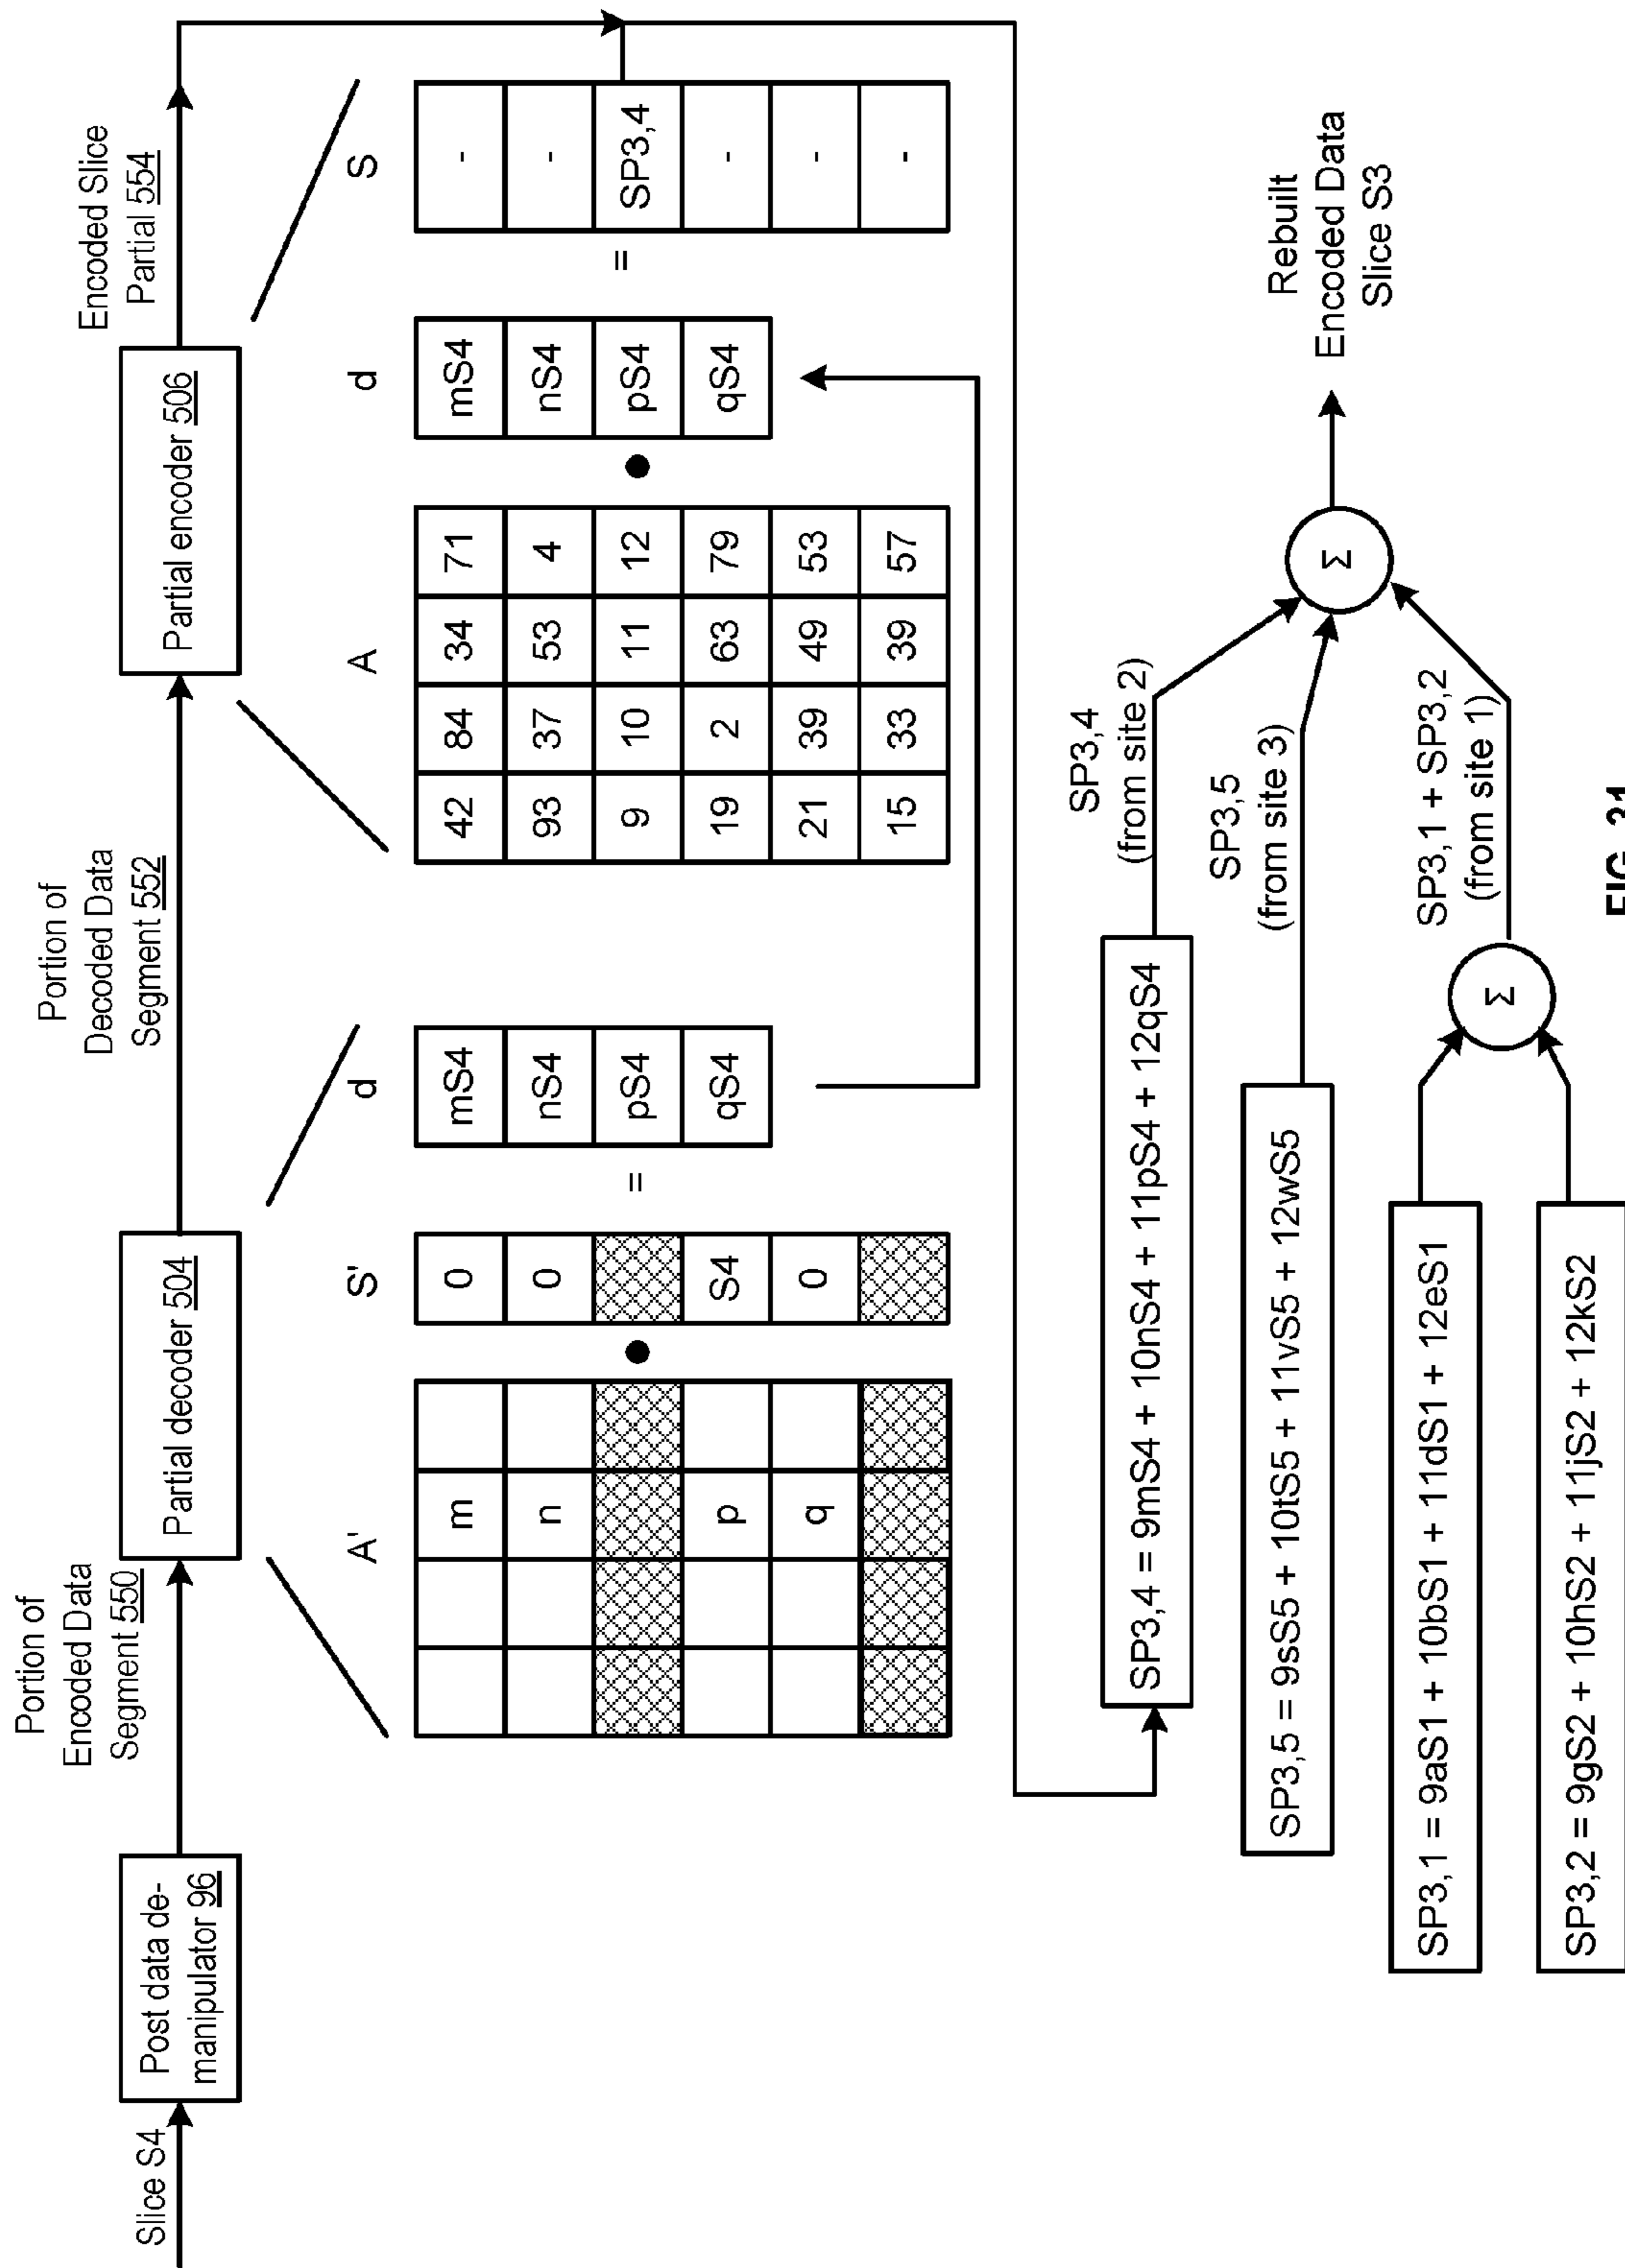 Slice S4
Post data de-
manipulator 96
Portion of
Encoded Data
Segment 550
Partial decoder 504
Portion of
Decoded Data
Segment 552
Partial encoder 506
Encoded Slice
Partial 554
A'
m
n
p
q
●
S'
0
0
S4
0
=
d
mS4
nS4
pS4
qS4
A
42 84 34 71
93 37 53 4
9 10 11 12
19 2 63 79
21 39 49 53
15 33 39 57
●
d
mS4
nS4
pS4
qS4
=
S
-
-
SP3,4
-
-
-
SP3,4 = 9mS4 + 10nS4 + 11pS4 + 12qS4
SP3,4
(from site 2)
SP3,5 = 9sS5 + 10tS5 + 11vS5 + 12wS5
SP3,5
(from site 3)
SP3,1 = 9aS1 + 10bS1 + 11dS1 + 12eS1
SP3,2 = 9gS2 + 10hS2 + 11jS2 + 12kS2
Σ
SP3,1 + SP3,2
(from site 1)
Σ
Rebuilt
Encoded Data
Slice S3
FIG. 31